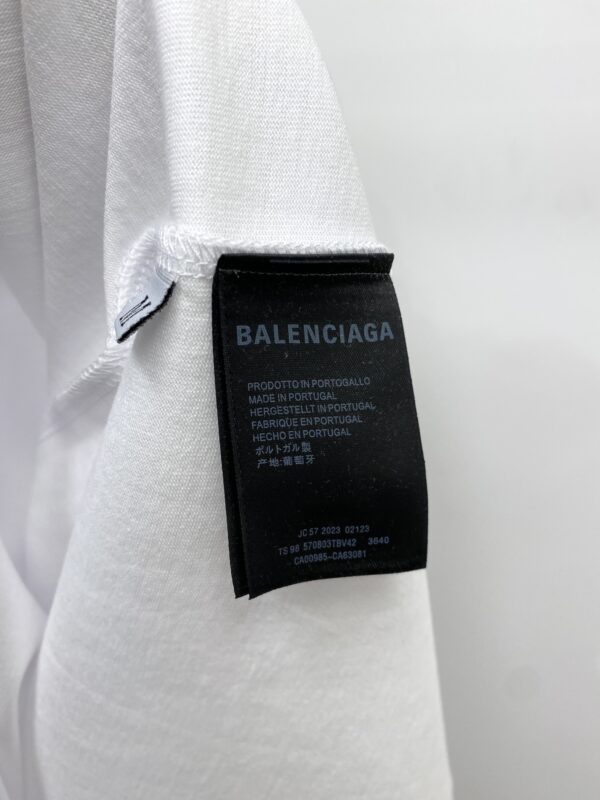 BALENCIAGA
PRODOTTO IN PORTOGALLO
MADE IN PORTUGAL
HERGESTELLT IN PORTUGAL
FABRIQUE EN PORTUGAL
HECHO EN PORTUGAL
ポルトガル製
产地:葡萄牙
JC 57 2023 02123
TS 98 570803TBV42 3640
CA00985-CA63081